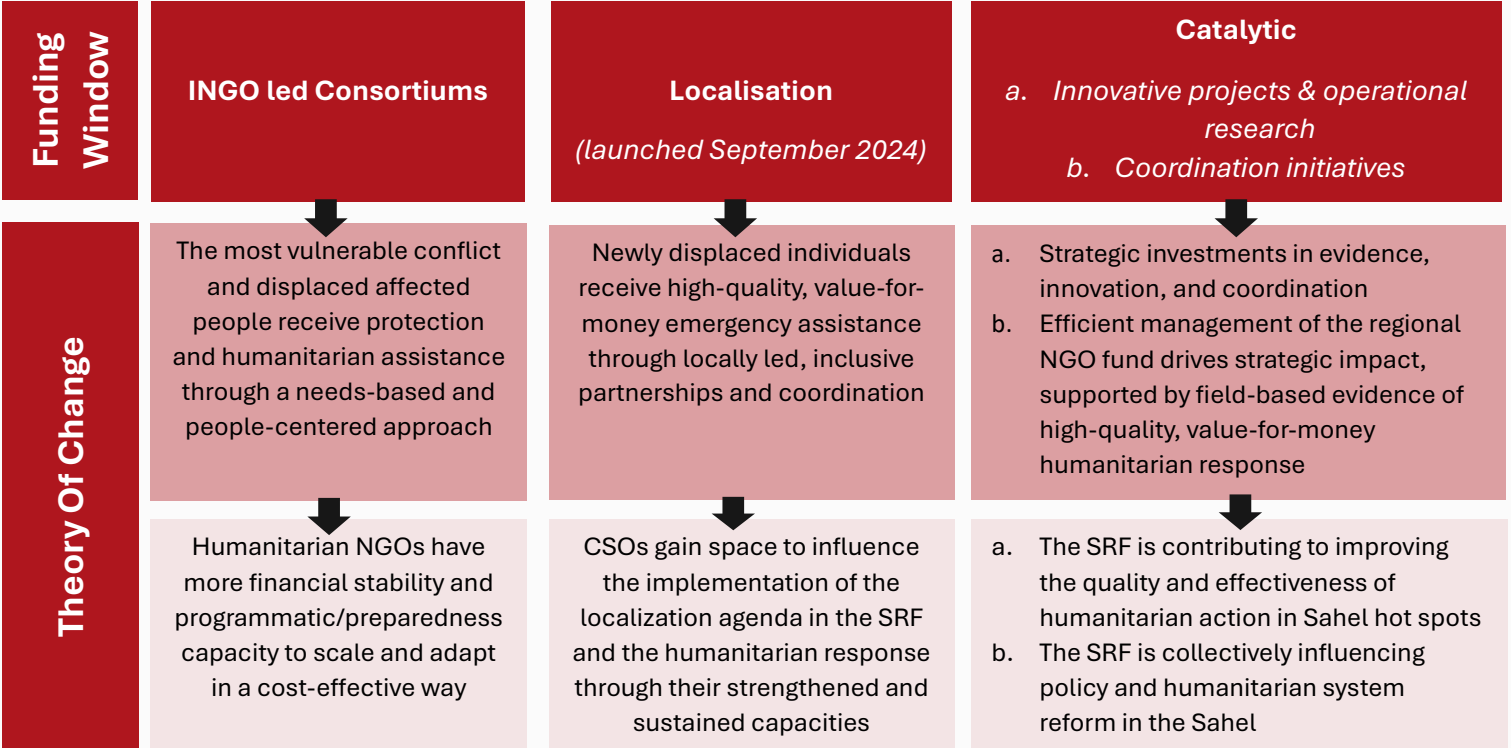 Funding
Window
INGO led Consortiums
Localisation
(launched September 2024)
Catalytic
a. Innovative projects & operational
research
b. Coordination initiatives
Theory Of Change
The most vulnerable conflict
and displaced affected
people receive protection
and humanitarian assistance
through a needs-based and
people-centered approach
Newly displaced individuals
receive high-quality, value-for-
money emergency assistance
through locally led, inclusive
partnerships and coordination
a. Strategic investments in evidence,
innovation, and coordination
b. Efficient management of the regional
NGO fund drives strategic impact,
supported by field-based evidence of
high-quality, value-for-money
humanitarian response
Humanitarian NGOs have
more financial stability and
programmatic/preparedness
capacity to scale and adapt
in a cost-effective way
CSOs gain space to influence
the implementation of the
localization agenda in the SRF
and the humanitarian response
through their strengthened and
sustained capacities
a. The SRF is contributing to improving
the quality and effectiveness of
humanitarian action in Sahel hot spots
b. The SRF is collectively influencing
policy and humanitarian system
reform in the Sahel